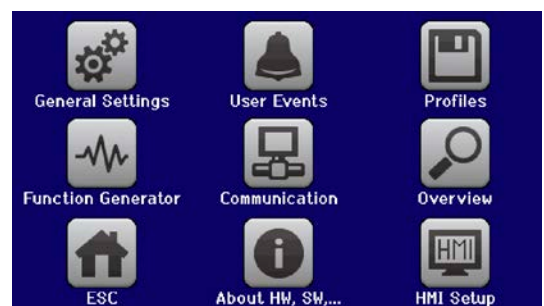 General Settings
User Events
Profiles
Function Generator
Communication
Overview
HMI
ESC
About HW, SW,...
HMI Setup